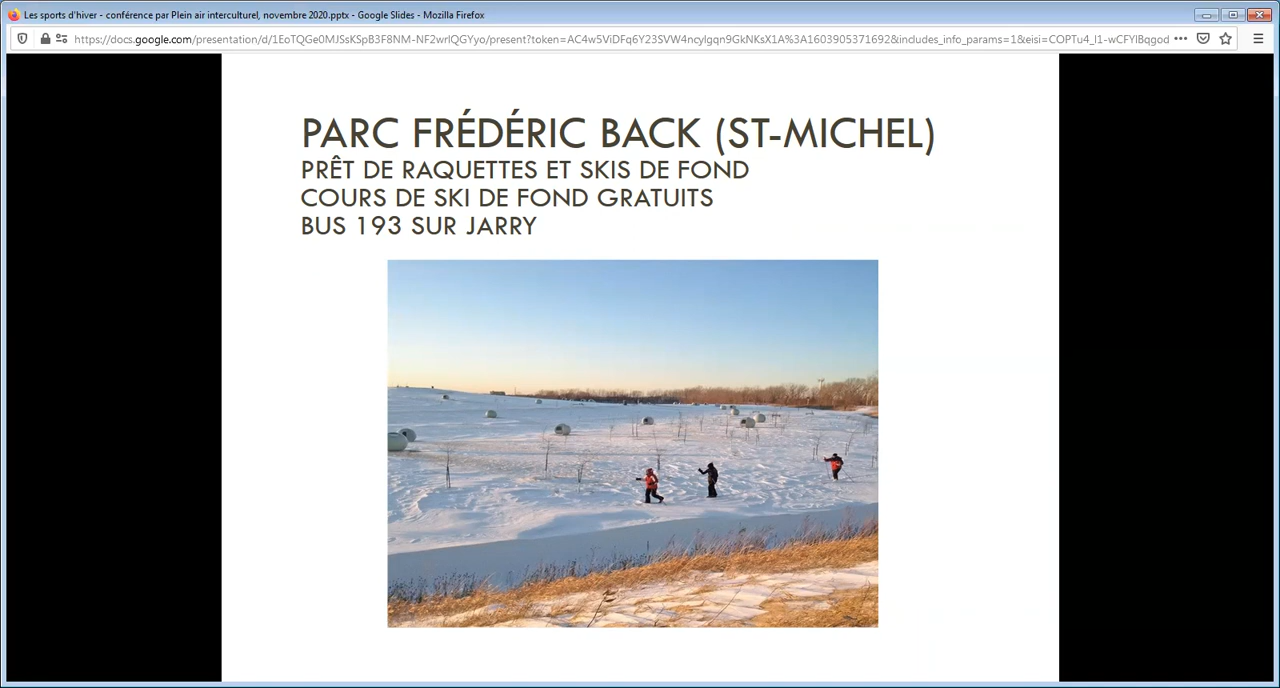 Les sports d'hiver - conférence par Plein air interculturel, novembre 2020.pptx - Google Slides - Mozilla Firefox
https://docs.google.com/presentation/d/1EoTQGe0MJSsKSpB3F8NM-NF2wrlQGYyo/present?token=AC4w5ViDFq6Y23SVW4ncylgqn9GkNKsX1A%3A1603905371692&includes_info_params=1&eisi=COPTu4_I1-wCFYlBqgod
PARC FRÉDÉRIC BACK (ST-MICHEL)
PRÊT DE RAQUETTES ET SKIS DE FOND
COURS DE SKI DE FOND GRATUITS
BUS 193 SUR JARRY